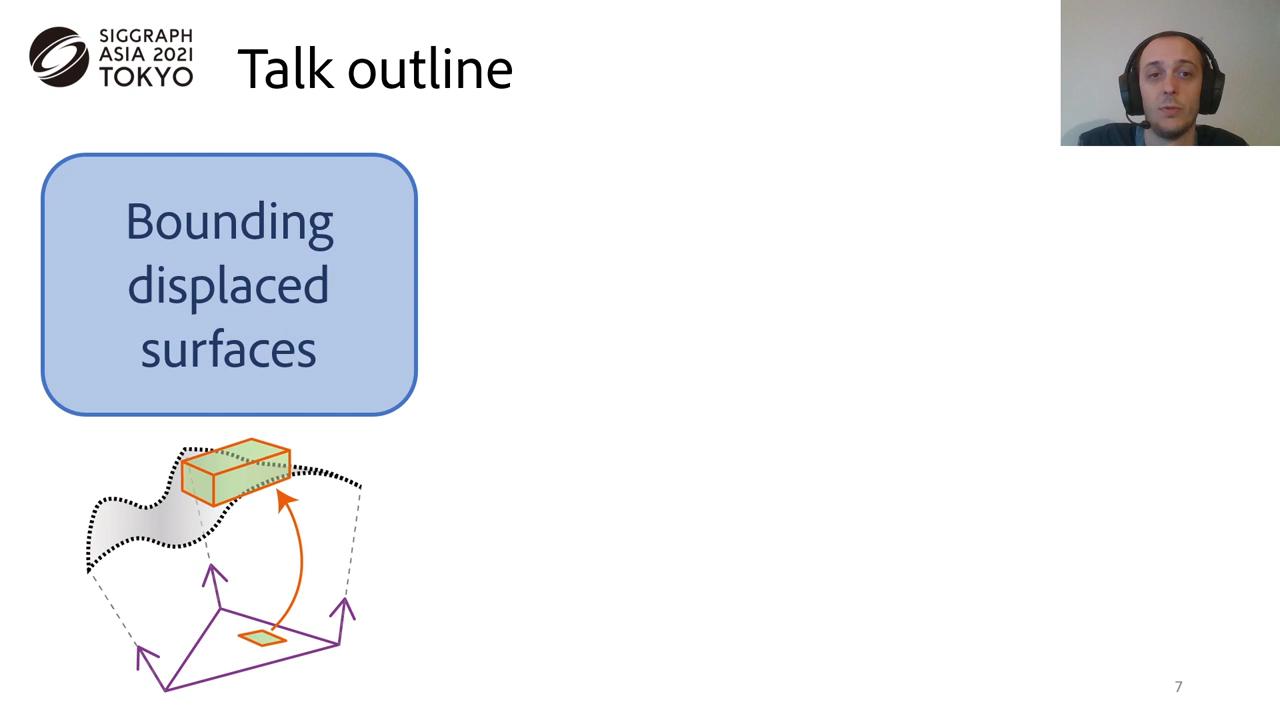 SIGGRAPH
ASIA 2021
TOKYO
Talk outline
Bounding
displaced
surfaces
7